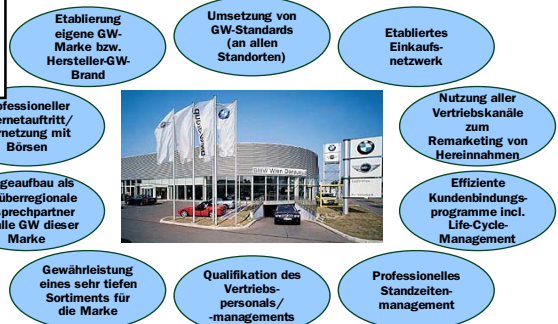 Etablierung
eigene GW-
Marke bzw.
Hersteller-GW-
Brand
Umsetzung von
GW-Standards
(an allen
Standorten)
Etabliertes
Einkaufs-
netzwerk
ofessioneller
ernetauftritt/
rnetzung mit
Börsen
BMW Wien
Nutzung aller
Vertriebskanäle
zum
Remarketing von
Hereinnahmen
geaufbau als
überregionale
sprechpartner
alle GW dieser
Marke
Effiziente
Kundenbindungs-
programme incl.
Life-Cycle-
Management
Gewährleistung
eines sehr tiefen
Sortiments für
die Marke
Qualifikation des
Vertriebs-
personals/
-managements
Professionelles
Standzeiten-
management